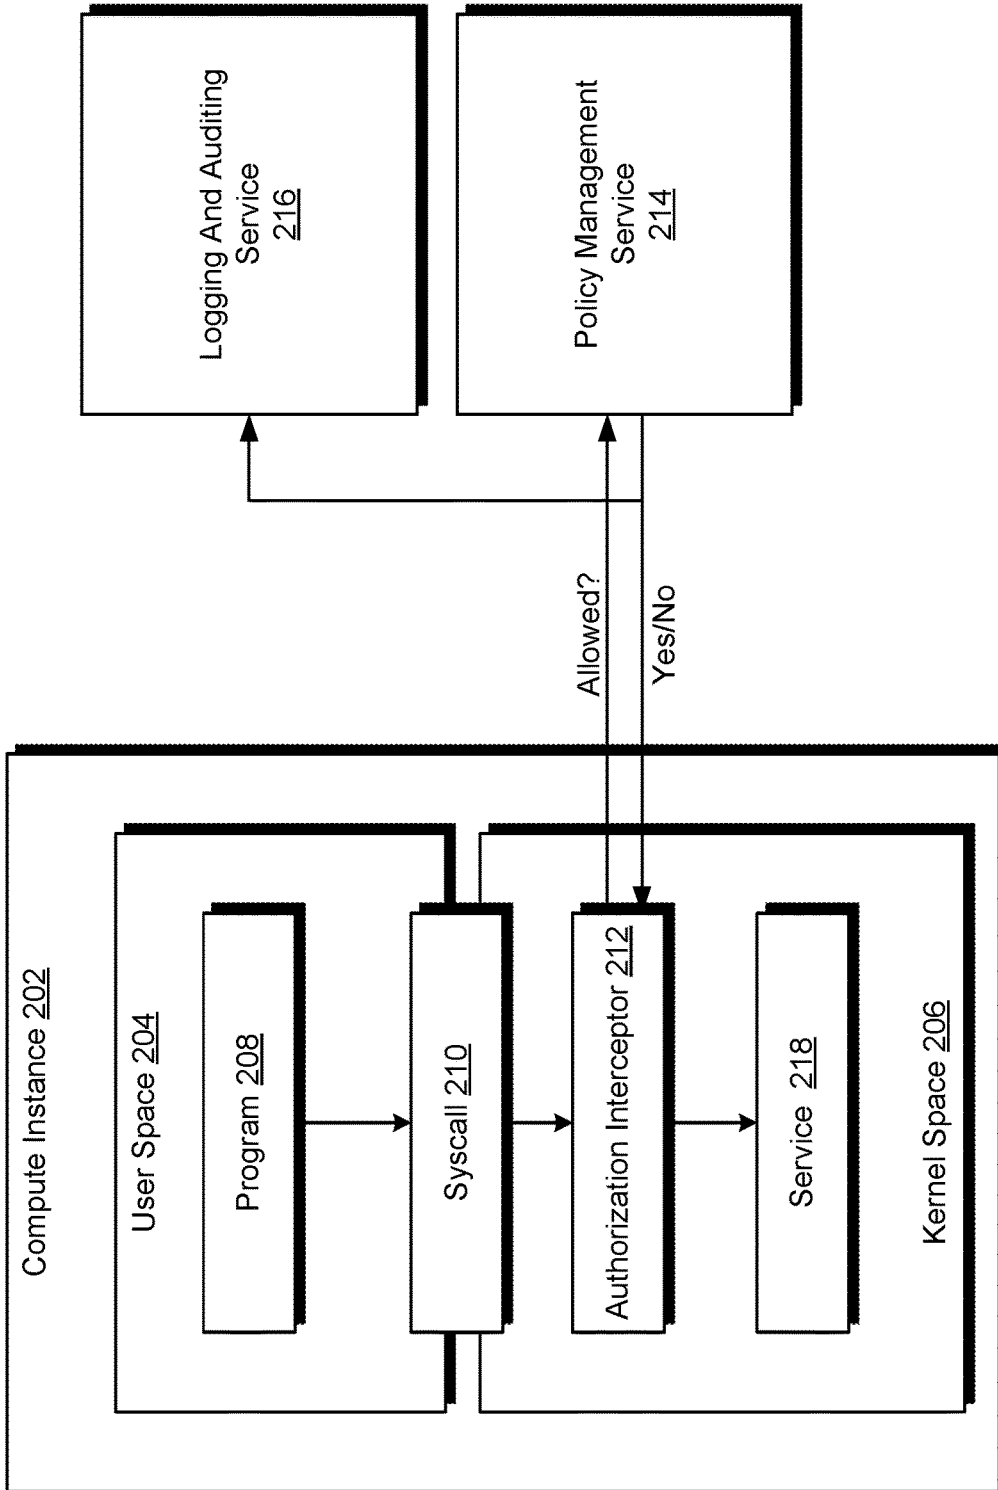 Compute Instance 202
User Space 204
Program 208
Syscall 210
Authorization Interceptor 212
Service 218
Kernel Space 206
Allowed?
Yes/No
Logging And Auditing
Service
216
Policy Management
Service
214